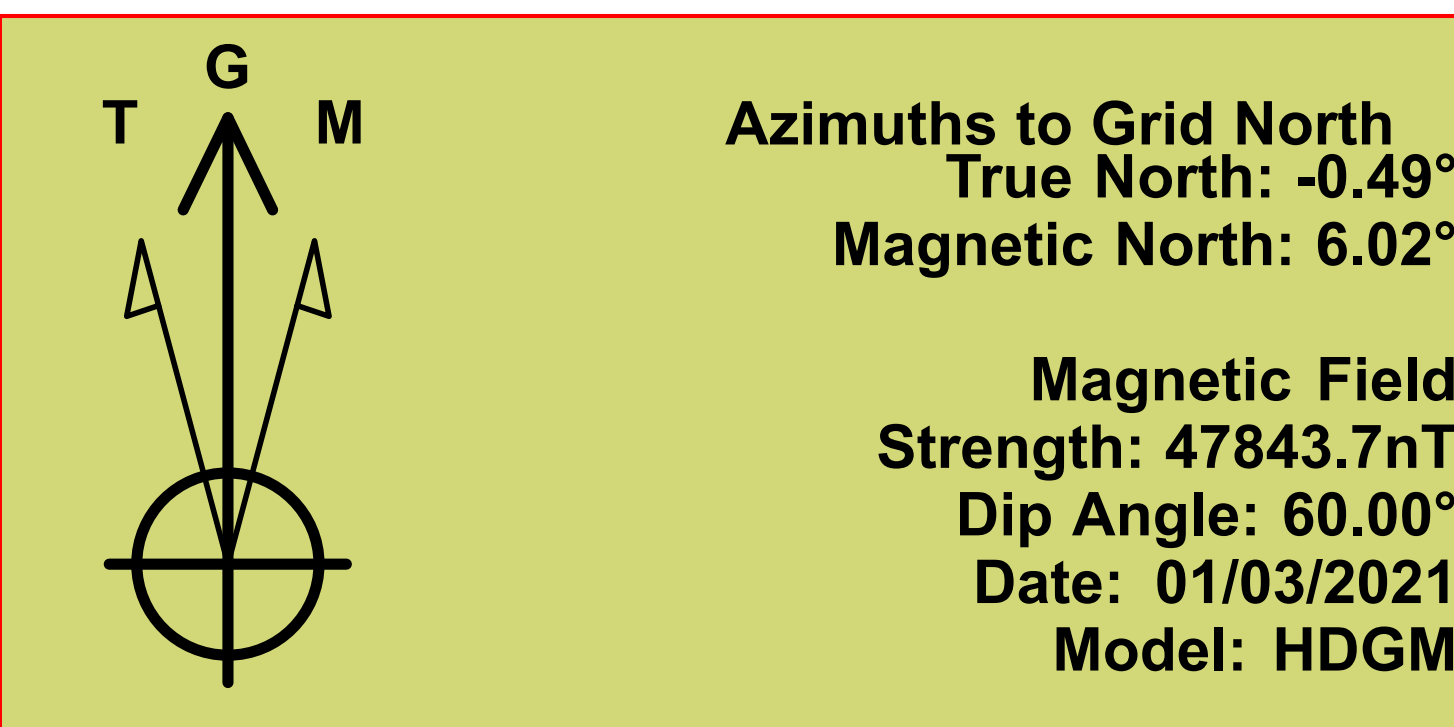 G
T M
Azimuths to Grid North
True North: -0.49°
Magnetic North: 6.02°
Magnetic Field
Strength: 47843.7nT
Dip Angle: 60.00°
Date: 01/03/2021
Model: HDGM